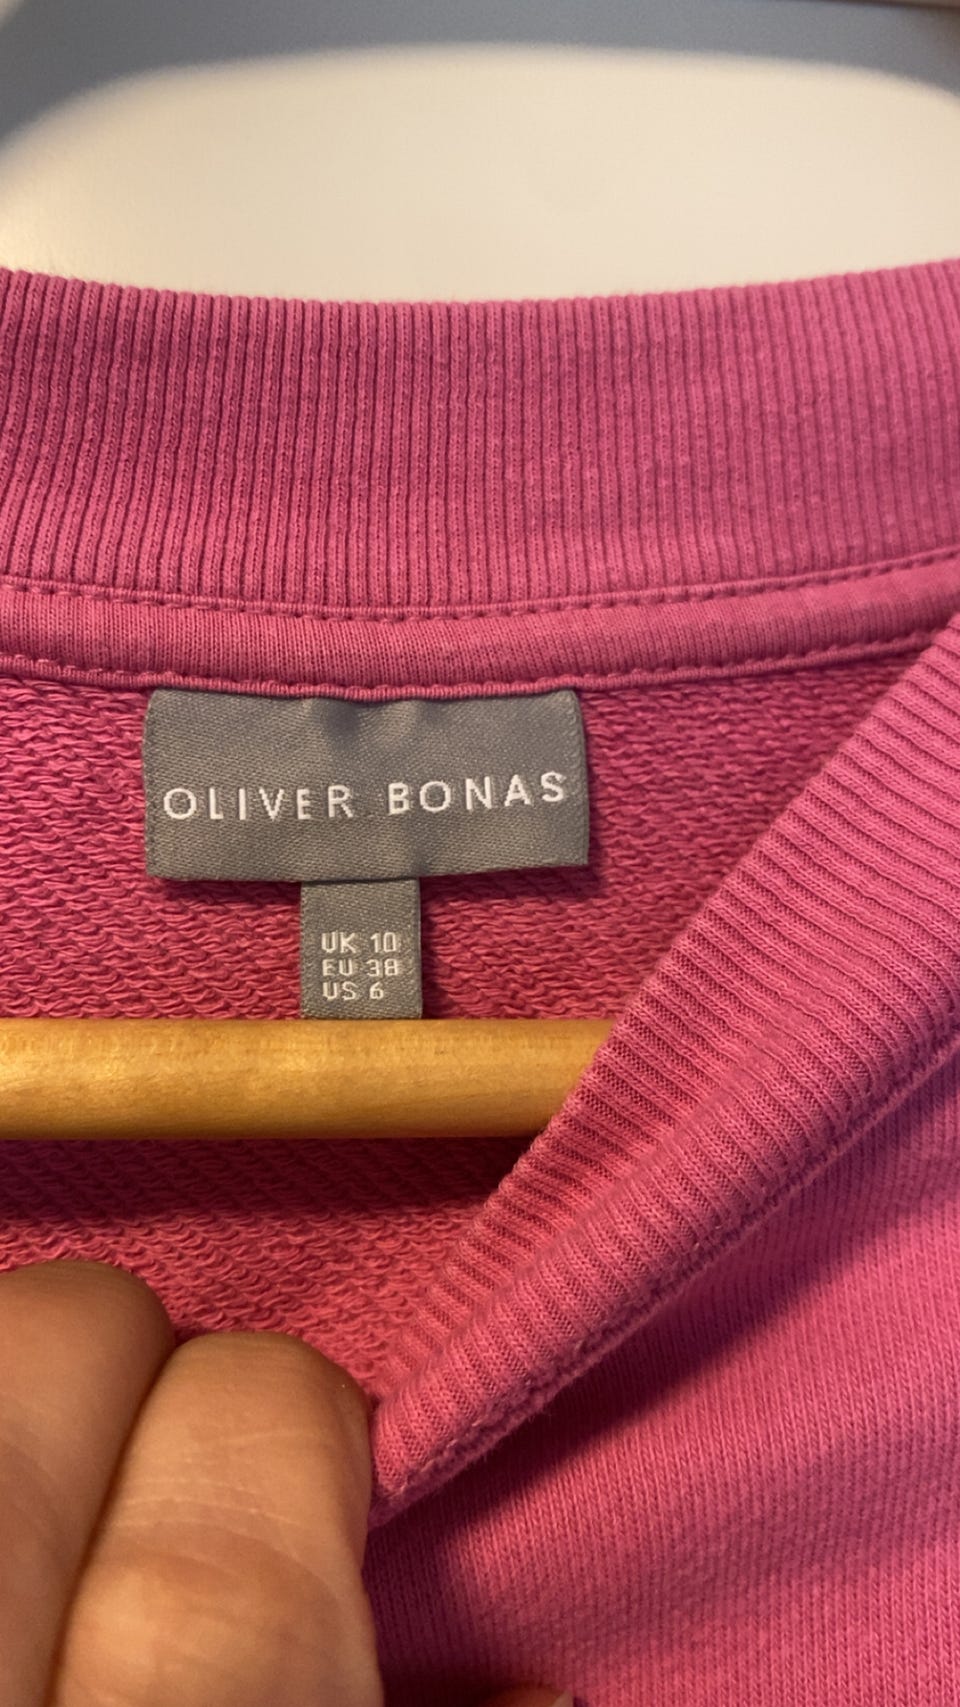 OLIVER BONAS
UK 10
EU 38
US 6